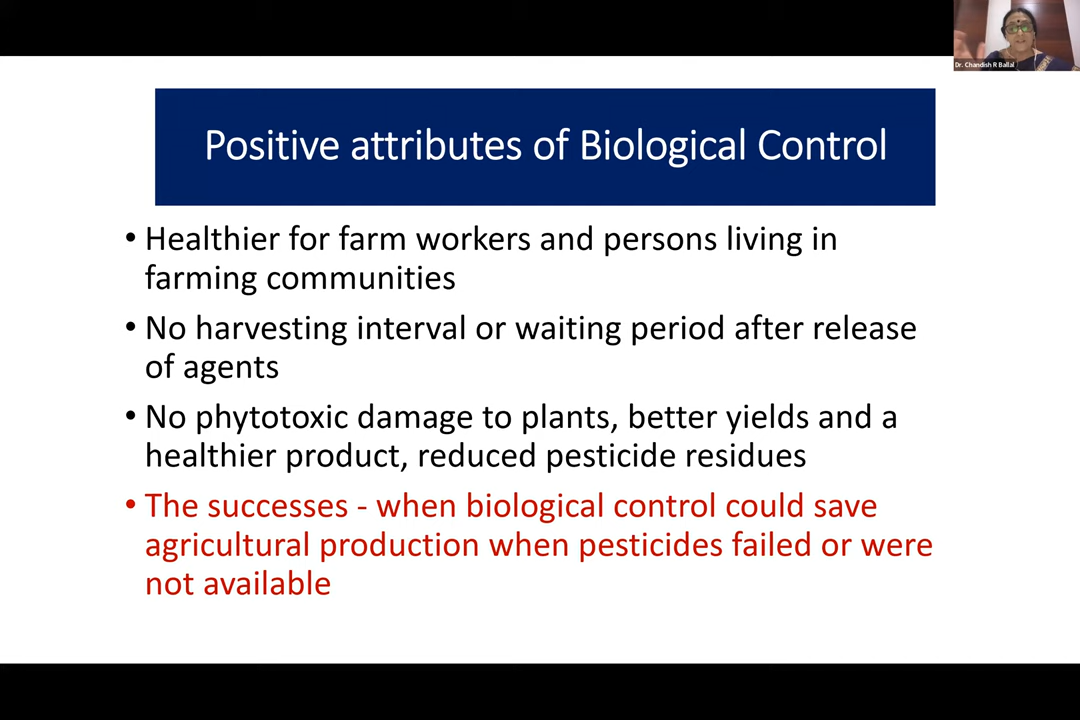 Dr. Chandish R Ballal
Positive attributes of Biological Control
• Healthier for farm workers and persons living in
farming communities
• No harvesting interval or waiting period after release
of agents
• No phytotoxic damage to plants, better yields and a
healthier product, reduced pesticide residues
• The successes - when biological control could save
agricultural production when pesticides failed or were
not available